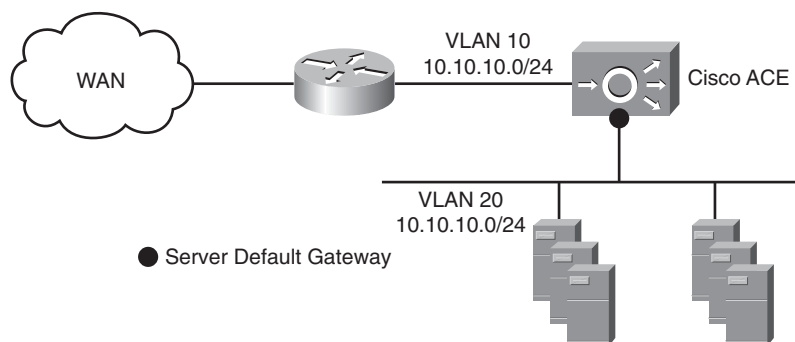 WAN
VLAN 10
10.10.10.0/24
Cisco ACE
VLAN 20
10.10.10.0/24
Server Default Gateway